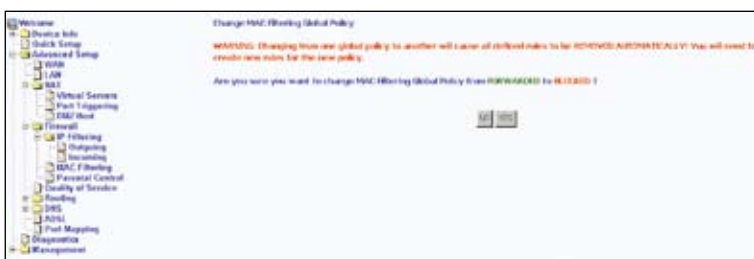 Welcome
Device Info
Quick Setup
Advanced Setup
WAN
LAN
NAT
Virtual Servers
Port Triggering
DMZ Host
Firewall
IP Filtering
Outgoing
Incoming
MAC Filtering
Parental Control
Quality of Service
Routing
DNS
ADSL
Port Mapping
Diagnostics
Management
Change MAC Filtering Global Policy
WARNING: Changing from one global policy to another will cause all defined rules to be REMOVED AUTOMATICALLY! You will need to
create new rules for the new policy.
Are you sure you want to change MAC Filtering Global Policy from FORWARDED to BLOCKED ?
NO YES